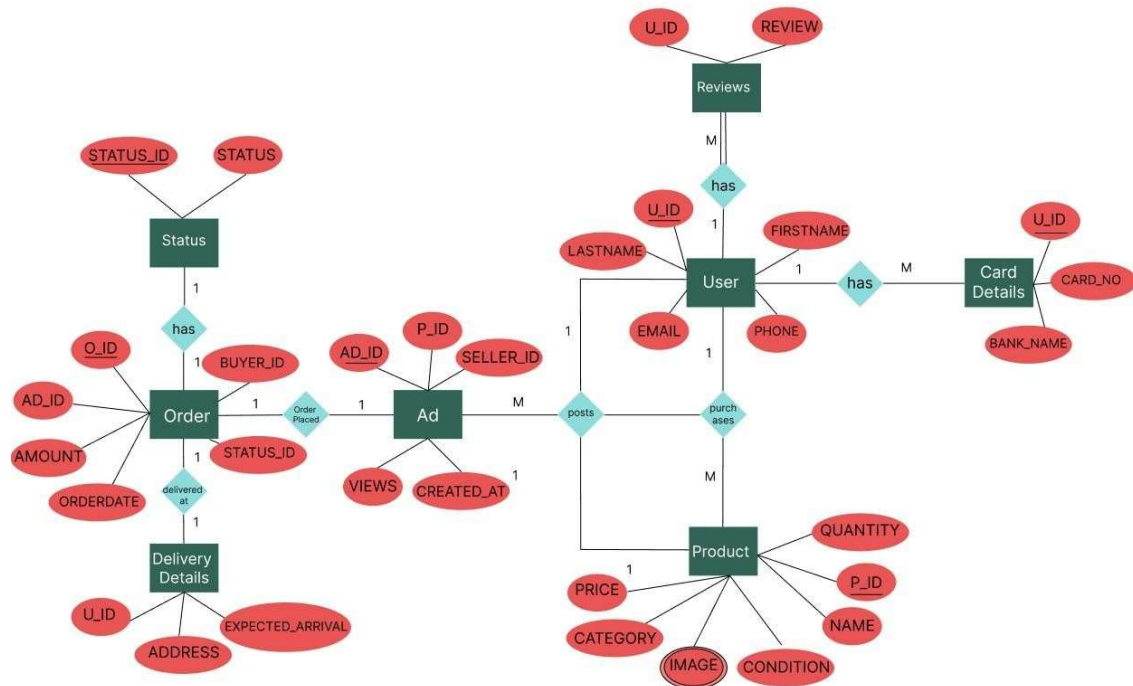 U_ID
REVIEW
Reviews
M
has
1
STATUS_ID
STATUS
Status
1
has
1
U_ID
FIRSTNAME
LASTNAME
User
EMAIL
PHONE
1
has
M
U_ID
Card
Details
CARD_NO
BANK_NAME
O_ID
BUYER_ID
AD_ID
Order
AMOUNT
STATUS_ID
ORDERDATE
1
Order
Placed
1
P_ID
AD_ID
SELLER_ID
Ad
VIEWS
CREATED_AT
1
M
1
posts
1
purch
ases
M
1
delivered
at
1
Delivery
Details
U_ID
EXPECTED_ARRIVAL
ADDRESS
Product
1
QUANTITY
PRICE
P_ID
CATEGORY
NAME
IMAGE
CONDITION